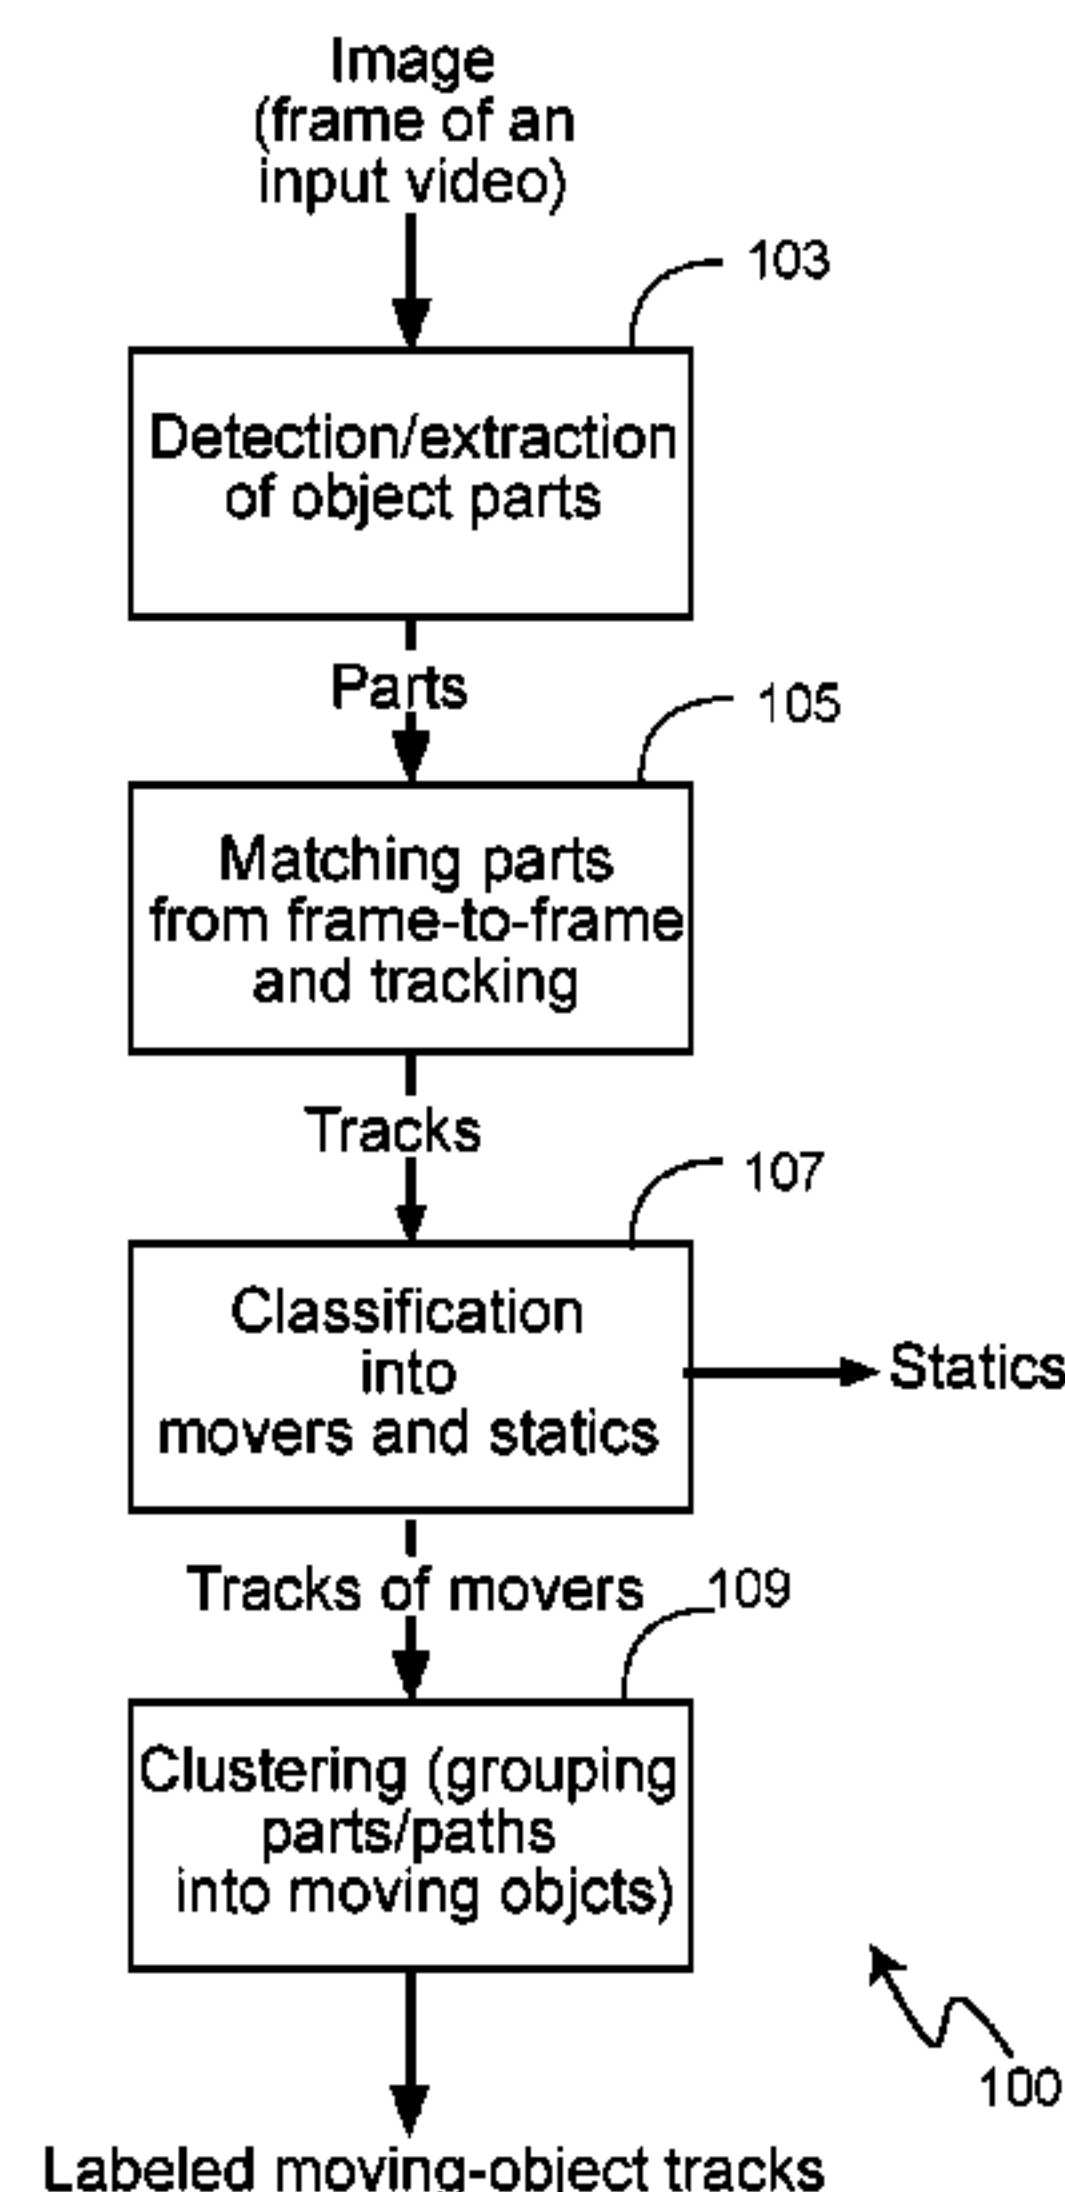 Image
(frame of an
input video)
103
Detection/extraction
of object parts
Parts
105
Matching parts
from frame-to-frame
and tracking
Tracks
107
Classification
into
movers and statics
Statics
Tracks of movers
109
Clustering (grouping
parts/paths
into moving objcts)
100
Labeled moving-object tracks